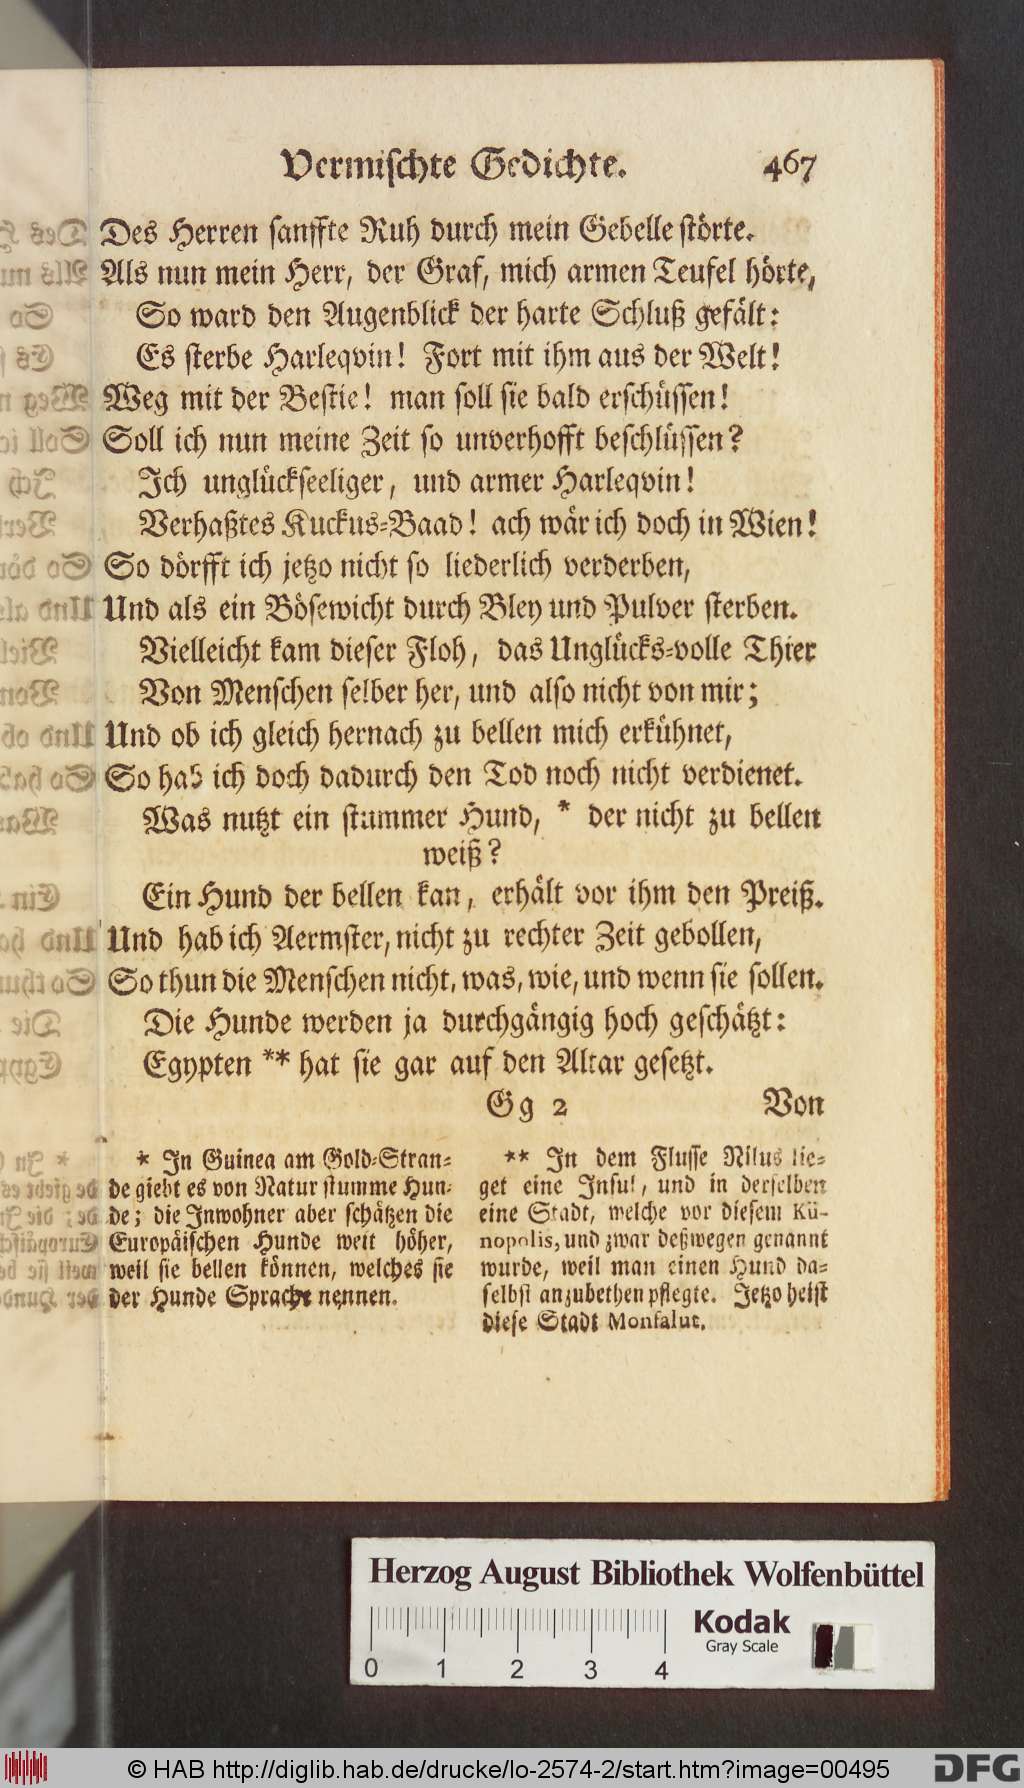 Vermischte Gedichte. 467
Des Herren sanffte Ruh durch mein Gebelle störte.
Als nun mein Herr, der Graf, mich armen Teufel hörte,
So ward den Augenblick der harte Schluß gefält:
Es sterbe Harleqvin! Fort mit ihm aus der Welt!
Weg mit der Bestie! man soll sie bald erschüssen!
Soll ich nun meine Zeit so unverhofft beschlüssen?
Ich unglückseeliger, und armer Harleqvin!
Verhaßtes Kuckus-Baad! ach wär ich doch in Wien!
So dörfft ich jetzo nicht so liederlich verderben,
Und als ein Bösewicht durch Bley und Pulver sterben.
Vielleicht kam dieser Floh, das Unglücks-volle Thier
Von Menschen selber her, und also nicht von mir;
Und ob ich gleich hernach zu bellen mich erkühnet,
So hab ich doch dadurch den Tod noch nicht verdienet.
Was nutzt ein stummer Hund, * der nicht zu bellen
weiß?
Ein Hund der bellen kan, erhält vor ihm den Preiß.
Und hab ich Aermster, nicht zu rechter Zeit gebollen,
So thun die Menschen nicht, was, wie, und wenn sie sollen.
Die Hunde werden ja durchgängig hoch geschätzt:
Egypten ** hat sie gar auf den Altar gesetzt.
Gg 2 Von
* In Guinea am Gold-Stran-
de giebt es von Natur stumme Hun-
de; die Inwohner aber schätzen die
Europäischen Hunde weit höher,
weil sie bellen können, welches sie
der Hunde Sprache nennen.
** In dem Flusse Nilus lie-
get eine Insul, und in derselben
eine Stadt, welche vor diesem Kü-
nopolis, und zwar deßwegen genannt
wurde, weil man einen Hund da-
selbst anzubethen pflegte. Jetzo heist
diese Stadt Monfalut.
Herzog August Bibliothek Wolfenbüttel
Kodak
Gray Scale
0 1 2 3 4
© HAB http://diglib.hab.de/drucke/lo-2574-2/start.htm?image=00495
DFG